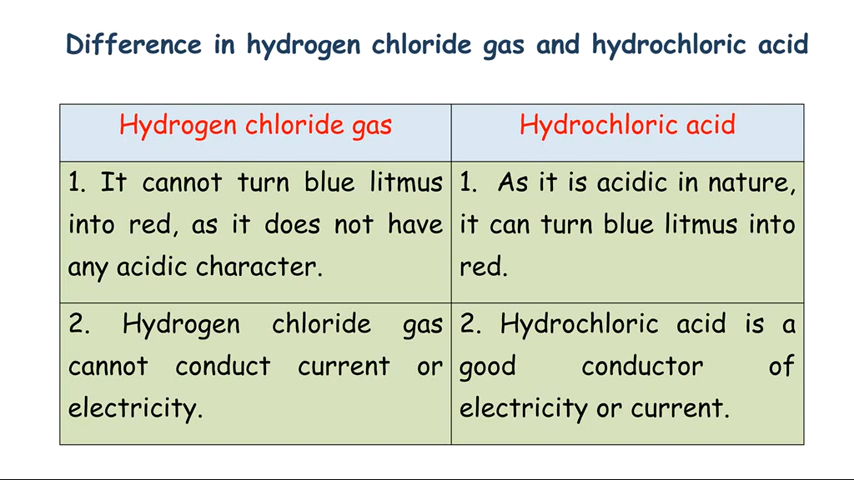 Difference in hydrogen chloride gas and hydrochloric acid
Hydrogen chloride gas
Hydrochloric acid
1. It cannot turn blue litmus
into red, as it does not have
any acidic character.
1. As it is acidic in nature,
it can turn blue litmus into
red.
2. Hydrogen chloride gas
cannot conduct current or
electricity.
2. Hydrochloric acid is a
good conductor of
electricity or current.